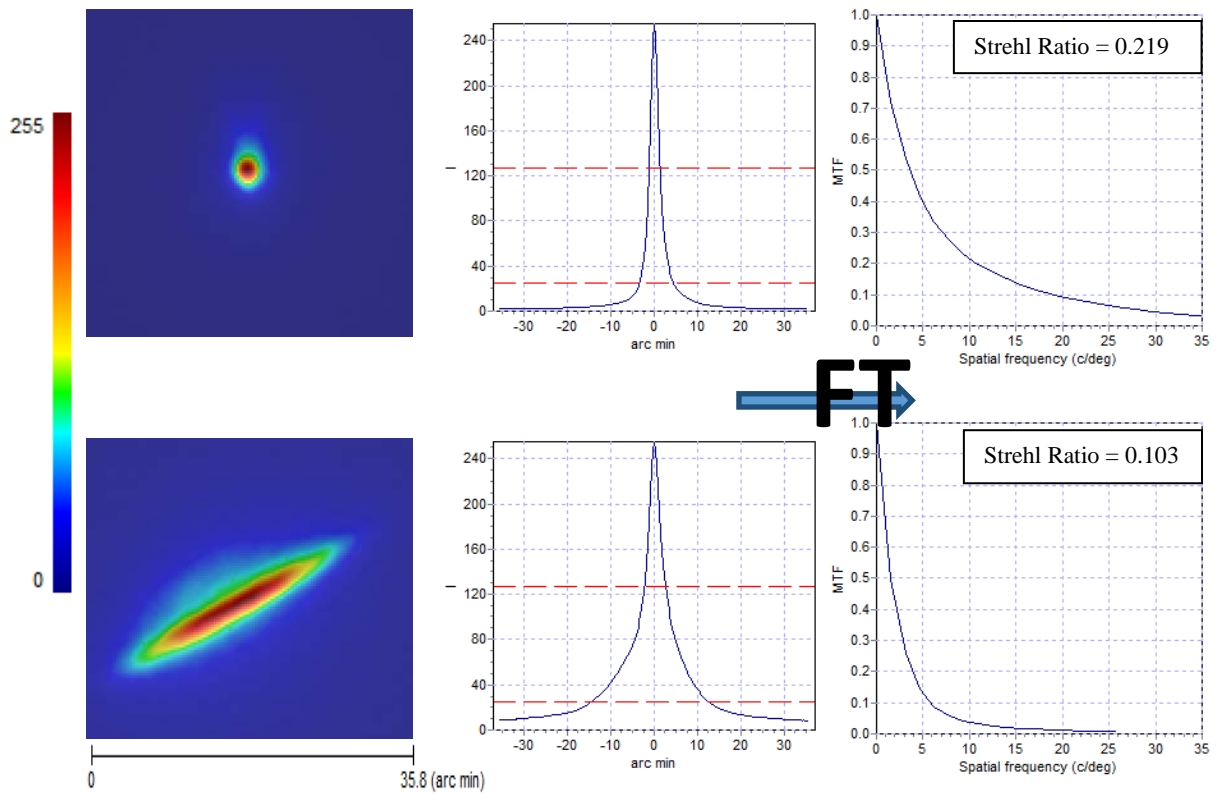 255
0
0
35.8 (arc min)
240
200
160
120
80
40
0
I
-30 -20 -10 0 10 20 30
arc min
1.0
0.9
0.8
0.7
0.6
0.5
0.4
0.3
0.2
0.1
0.0
MTF
Strehl Ratio = 0.219
0 5 10 15 20 25 30 35
Spatial frequency (c/deg)
FT
240
200
160
120
80
40
0
I
-30 -20 -10 0 10 20 30
arc min
1.0
0.9
0.8
0.7
0.6
0.5
0.4
0.3
0.2
0.1
0.0
MTF
Strehl Ratio = 0.103
0 5 10 15 20 25 30 35
Spatial frequency (c/deg)